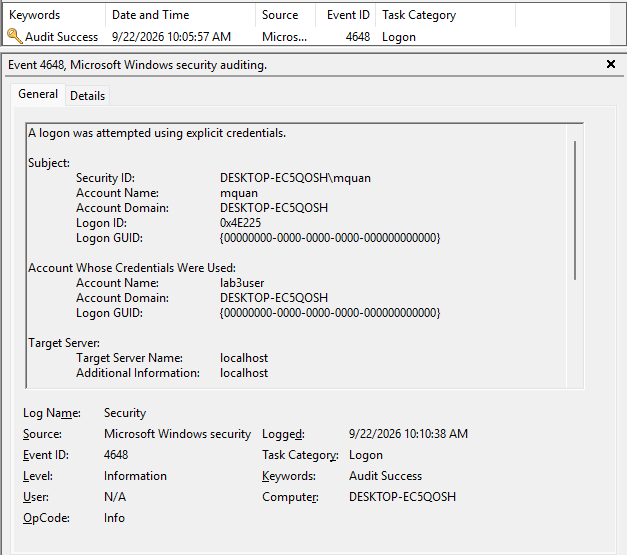 Keywords Date and Time Source Event ID Task Category
Audit Success 9/22/2026 10:05:57 AM Micros... 4648 Logon
Event 4648, Microsoft Windows security auditing.
General Details
A logon was attempted using explicit credentials.
Subject:
Security ID: DESKTOP-EC5QOSH\mquan
Account Name: mquan
Account Domain: DESKTOP-EC5QOSH
Logon ID: 0x4E225
Logon GUID: {00000000-0000-0000-0000-000000000000}
Account Whose Credentials Were Used:
Account Name: lab3user
Account Domain: DESKTOP-EC5QOSH
Logon GUID: {00000000-0000-0000-0000-000000000000}
Target Server:
Target Server Name: localhost
Additional Information: localhost
Log Name: Security
Source: Microsoft Windows security Logged: 9/22/2026 10:10:38 AM
Event ID: 4648 Task Category: Logon
Level: Information Keywords: Audit Success
User: N/A Computer: DESKTOP-EC5QOSH
OpCode: Info